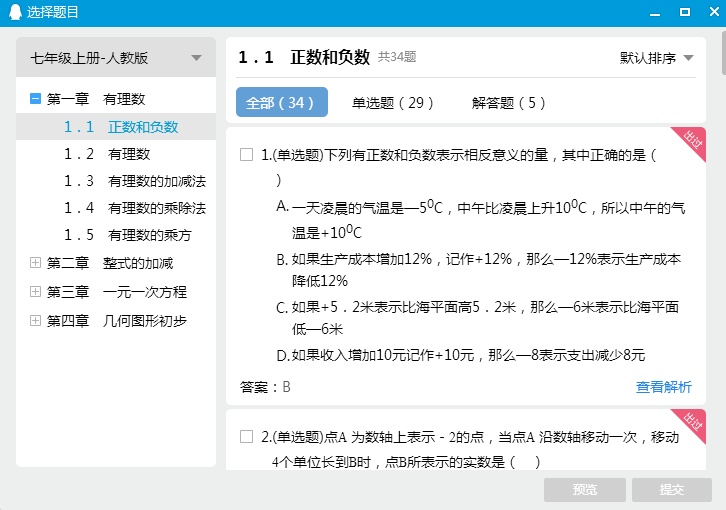 选择题目
七年级上册-人教版
第一章 有理数
1．1 正数和负数
1．2 有理数
1．3 有理数的加减法
1．4 有理数的乘除法
1．5 有理数的乘方
第二章 整式的加减
第三章 一元一次方程
第四章 几何图形初步
1．1 正数和负数 共34题
默认排序
全部（34） 单选题（29） 解答题（5）
出过
1.(单选题)下列有正数和负数表示相反意义的量，其中正确的是（
）
A. 一天凌晨的气温是—5⁰C，中午比凌晨上升10⁰C，所以中午的气
温是+10⁰C
B. 如果生产成本增加12%，记作+12%，那么—12%表示生产成本
降低12%
C. 如果+5．2米表示比海平面高5．2米，那么—6米表示比海平面
低—6米
D. 如果收入增加10元记作+10元，那么—8表示支出减少8元
答案：B 查看解析
出过
2.(单选题)点A 为数轴上表示﹣2的点，当点A 沿数轴移动一次，移动
4个单位长到B时，点B所表示的实数是（ ）
预览 提交